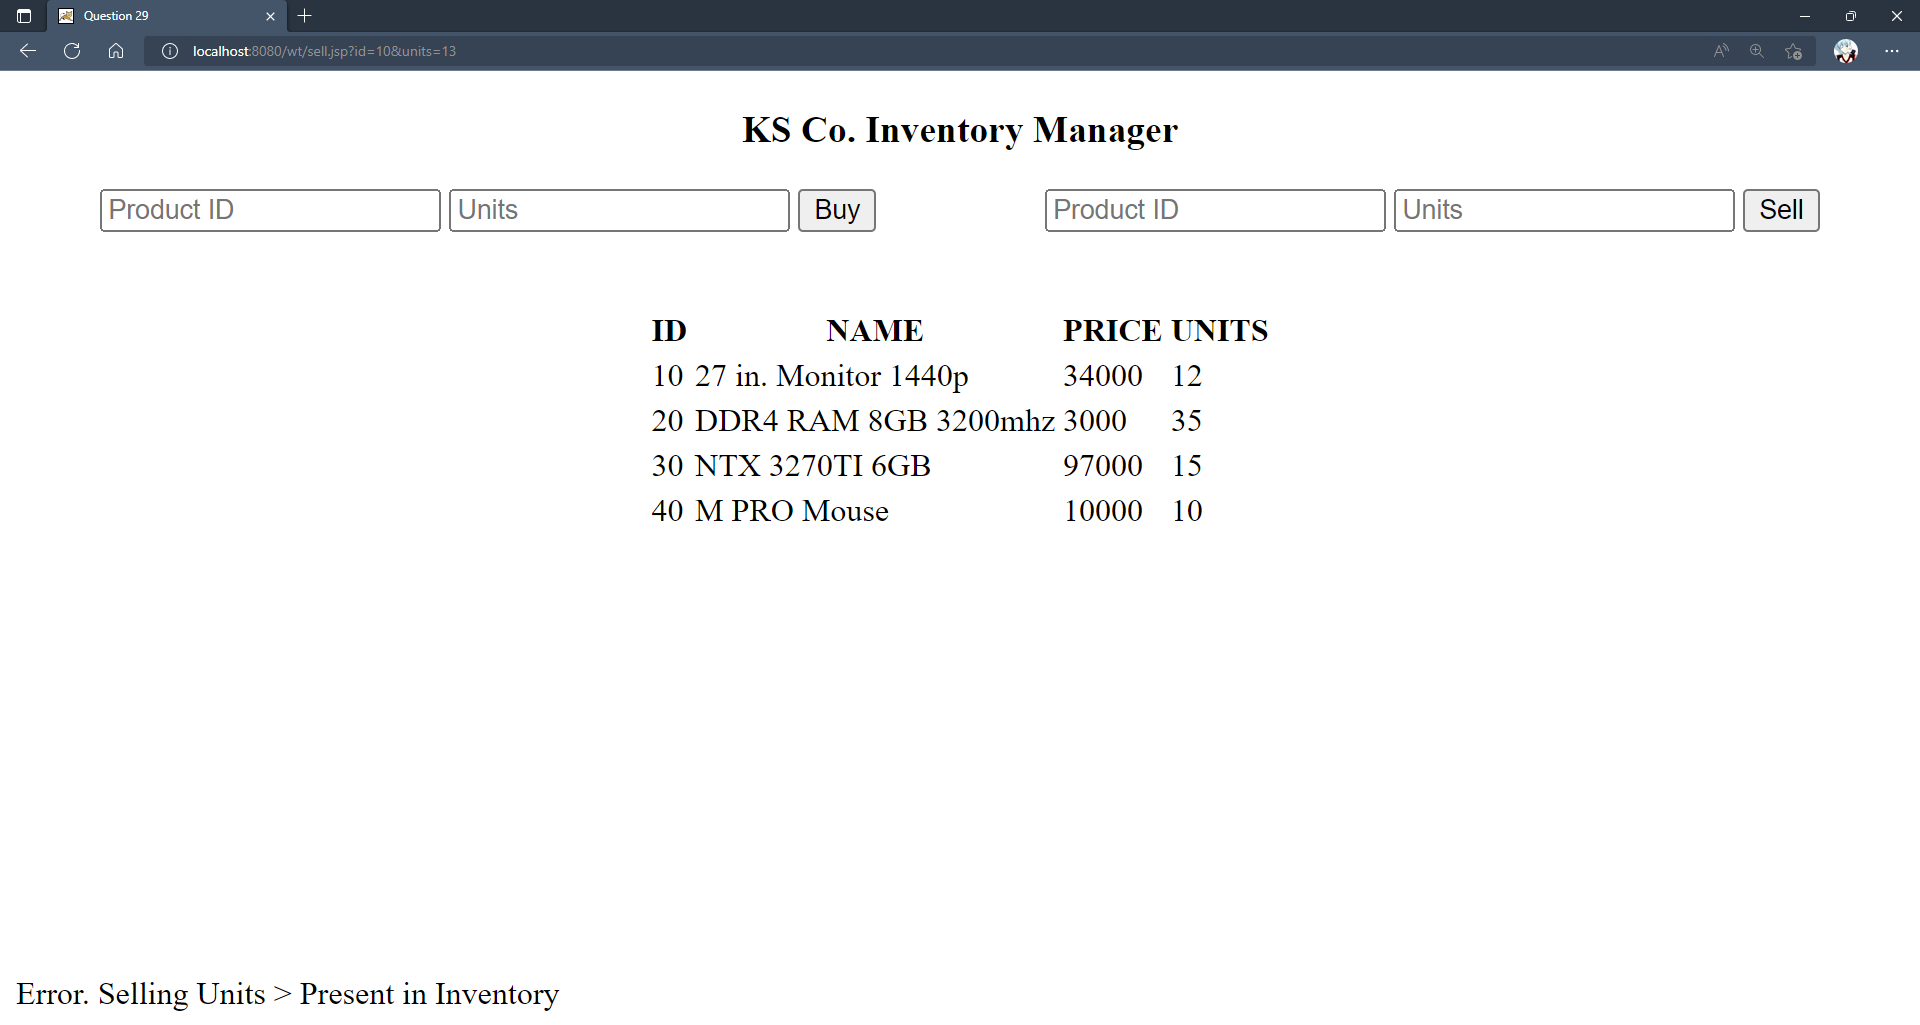 Question 29
localhost:8080/wt/sell.jsp?id=10&units=13
KS Co. Inventory Manager
Product ID Units Buy Product ID Units Sell
ID NAME PRICE UNITS
10 27 in. Monitor 1440p 34000 12
20 DDR4 RAM 8GB 3200mhz 3000 35
30 NTX 3270TI 6GB 97000 15
40 M PRO Mouse 10000 10
Error. Selling Units > Present in Inventory